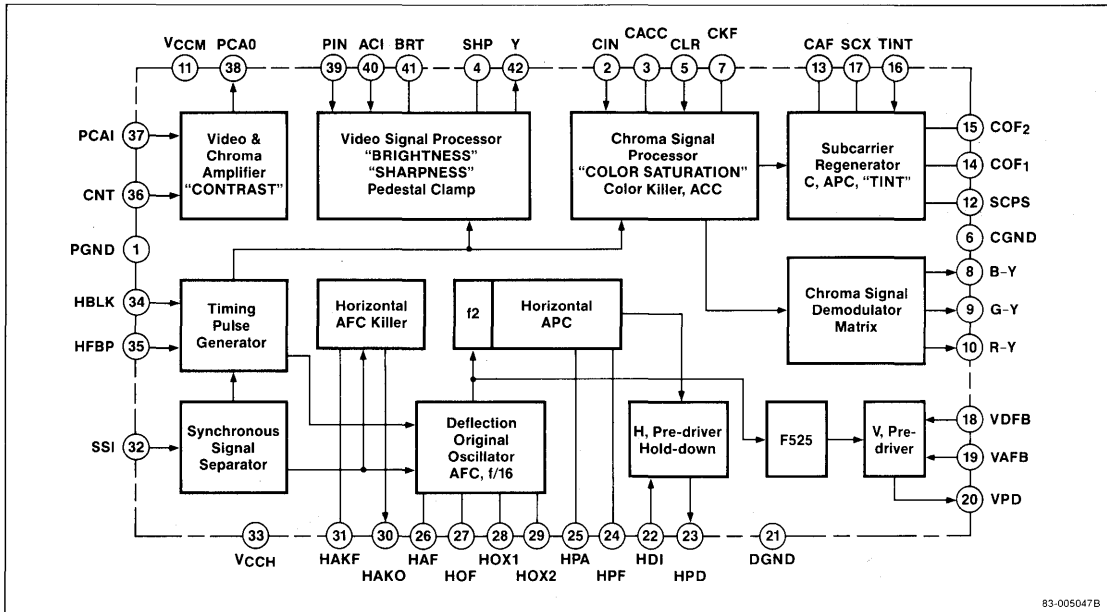 VCCM PCA0 PIN ACI BRT SHP Y CIN CACC CLR CKF CAF SCX TINT
11 38 39 40 41 4 42 2 3 5 7 13 17 16
PCAI 37
CNT 36
PGND 1
HBLK 34
HFBP 35
SSI 32
Video &
Chroma
Amplifier
“CONTRAST”
Video Signal Processor
“BRIGHTNESS”
“SHARPNESS”
Pedestal Clamp
Chroma Signal
Processor
“COLOR SATURATION”
Color Killer, ACC
Subcarrier
Regenerator
C, APC, “TINT”
15 COF2
14 COF1
12 SCPS
6 CGND
8 B–Y
9 G–Y
10 R–Y
18 VDFB
19 VAFB
20 VPD
Timing
Pulse
Generator
Horizontal
AFC Killer
f2
Horizontal
APC
Chroma Signal
Demodulator
Matrix
Synchronous
Signal
Separator
Deflection
Original
Oscillator
AFC, f/16
H, Pre-driver
Hold-down
F525
V, Pre-
driver
33 31 30 26 27 28 29 25 24 22 23 21
VCCH HAKF HAKO HAF HOF HOX1 HOX2 HPA HPF HDI HPD DGND
83-005047B